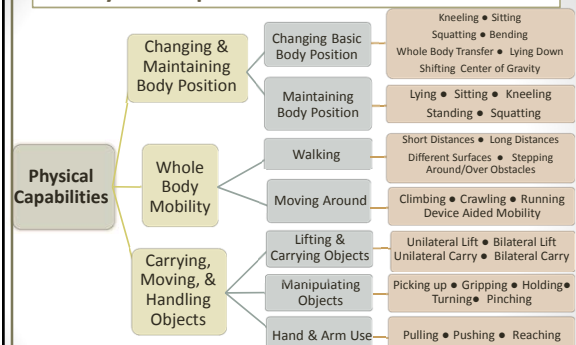 Physical
Capabilities
Changing &
Maintaining
Body Position
Changing Basic
Body Position
Kneeling ● Sitting
Squatting ● Bending
Whole Body Transfer ● Lying Down
Shifting Center of Gravity
Maintaining
Body Position
Lying ● Sitting ● Kneeling
Standing ● Squatting
Whole
Body
Mobility
Walking
Short Distances ● Long Distances
Different Surfaces ● Stepping
Around/Over Obstacles
Moving Around
Climbing ● Crawling ● Running
Device Aided Mobility
Carrying,
Moving, &
Handling
Objects
Lifting &
Carrying Objects
Unilateral Lift ● Bilateral Lift
Unilateral Carry ● Bilateral Carry
Manipulating
Objects
Picking up ● Gripping ● Holding●
Turning● Pinching
Hand & Arm Use
Pulling ● Pushing ● Reaching